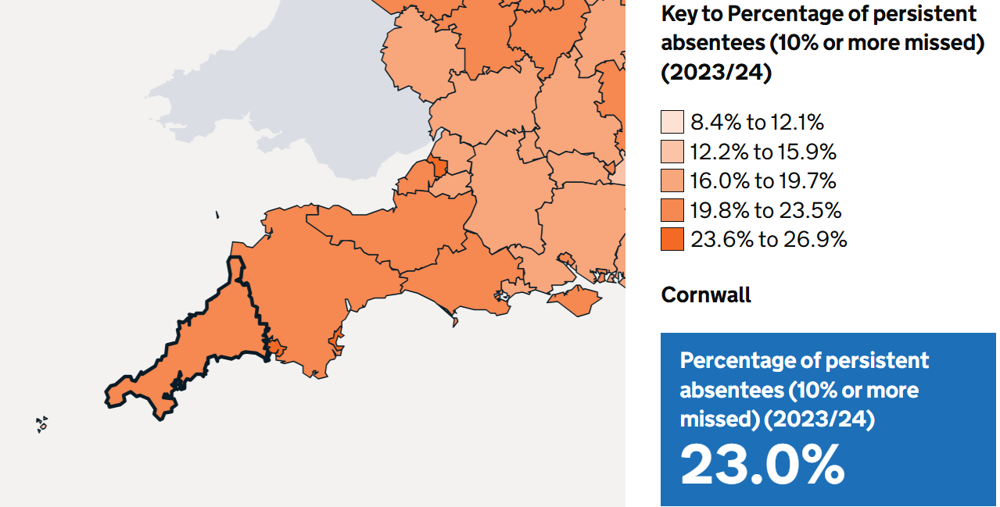 Key to Percentage of persistent
absentees (10% or more missed)
(2023/24)
8.4% to 12.1%
12.2% to 15.9%
16.0% to 19.7%
19.8% to 23.5%
23.6% to 26.9%
Cornwall
Percentage of persistent
absentees (10% or more
missed) (2023/24)
23.0%